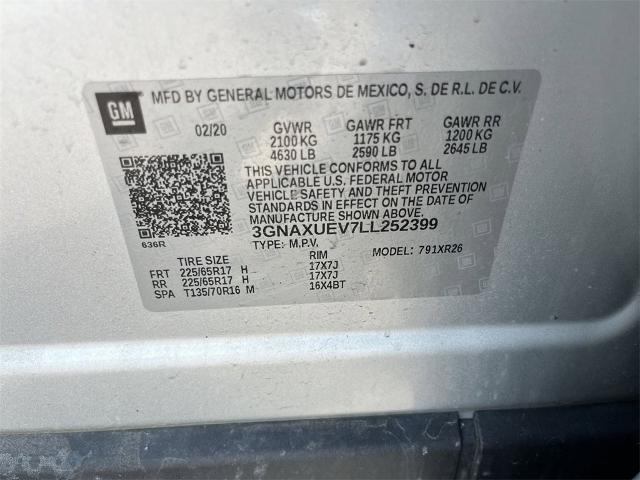 GM MFD BY GENERAL MOTORS DE MEXICO, S. DE R.L. DE C.V.
02/20 GVWR GAWR FRT GAWR RR
2100 KG 1175 KG 1200 KG
4630 LB 2590 LB 2645 LB
THIS VEHICLE CONFORMS TO ALL
APPLICABLE U.S. FEDERAL MOTOR
VEHICLE SAFETY AND THEFT PREVENTION
STANDARDS IN EFFECT ON THE DATE OF
MANUFACTURE SHOWN ABOVE.
3GNAXUEV7LL252399
636R TYPE: M.P.V. MODEL: 791XR26
TIRE SIZE RIM
FRT 225/65R17 H 17X7J
RR 225/65R17 H 17X7J
SPA T135/70R16 M 16X4BT